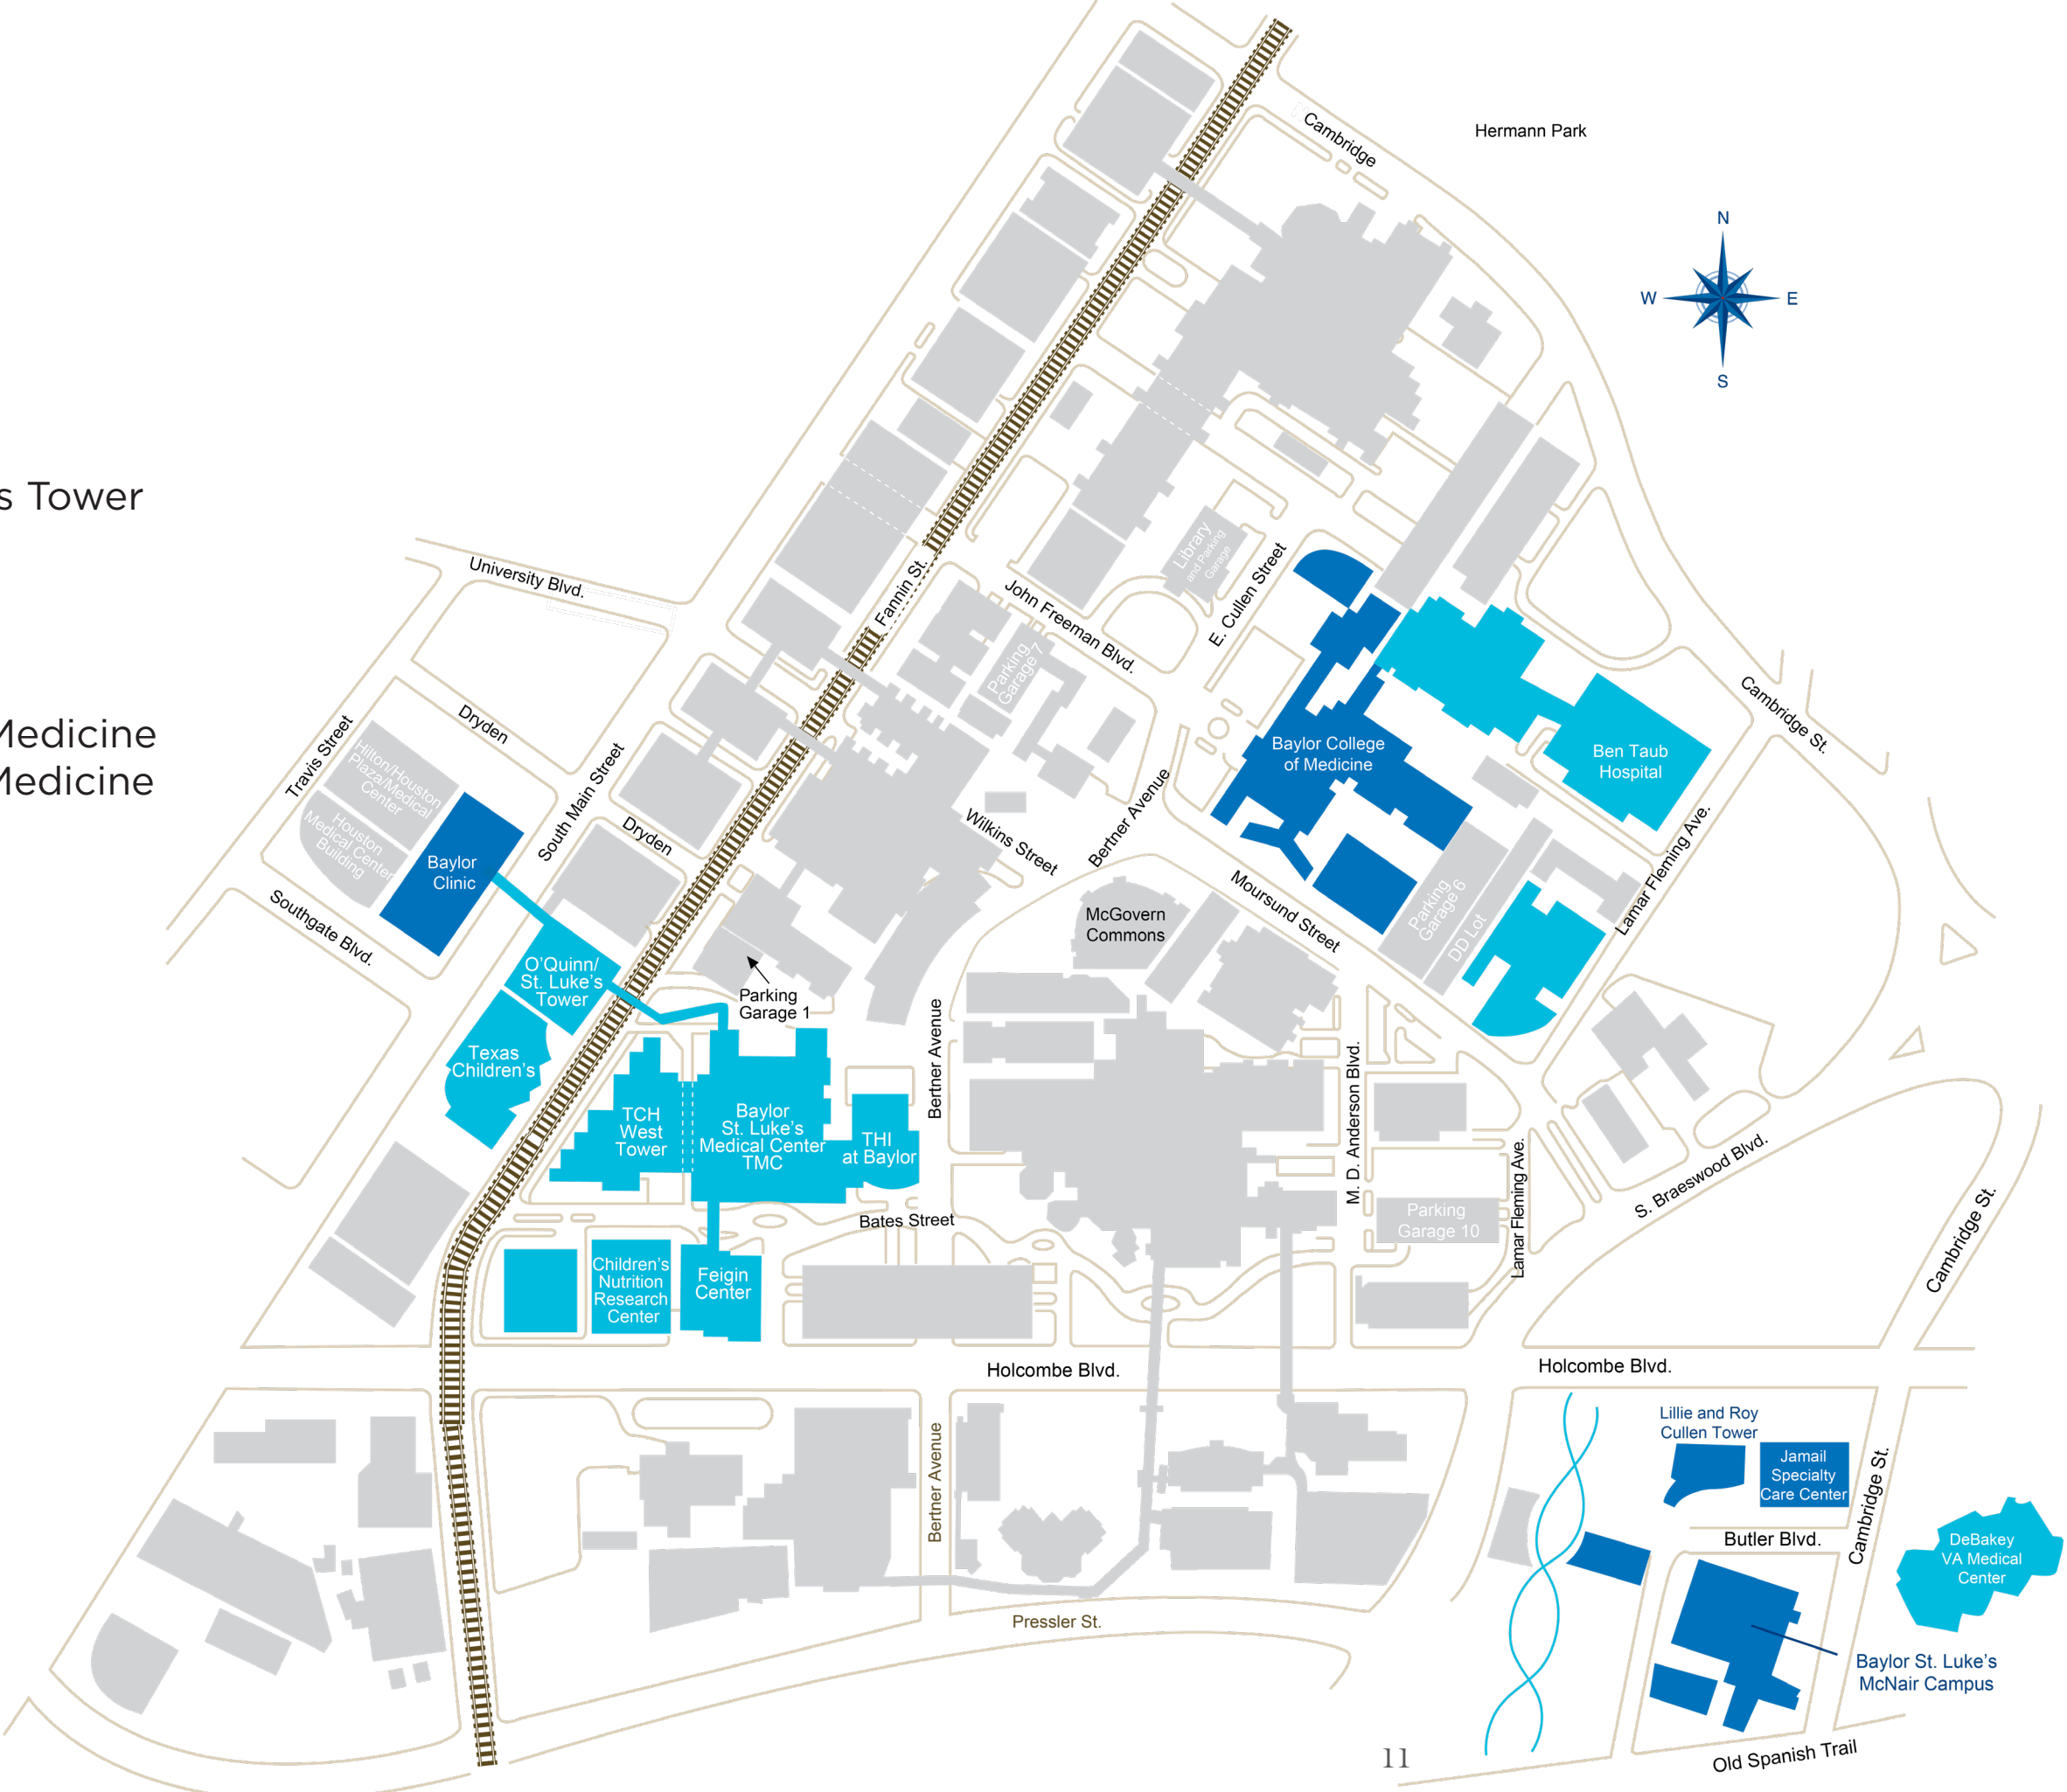 Hermann Park
Cambridge
N
W
E
S
s Tower
University Blvd.
Fannin St.
John Freeman Blvd.
Library
and Parking
Garage
E. Cullen Street
Parking
Garage 7
Medicine
Medicine
Travis Street
Dryden
Hilton/Houston
Plaza/Medical
Center
Houston
Medical Center
Building
Baylor
Clinic
South Main Street
Dryden
Southgate Blvd.
Wilkins Street
Bertner Avenue
Baylor College
of Medicine
Ben Taub
Hospital
Cambridge St.
Moursund Street
McGovern
Commons
Parking
Garage 6
DD Lot
Lamar Fleming Ave.
O'Quinn/
St. Luke's
Tower
Parking
Garage 1
Texas
Children's
TCH
West
Tower
Baylor
St. Luke's
Medical Center
TMC
THI
at Baylor
Bertner Avenue
M. D. Anderson Blvd.
Lamar Fleming Ave.
Parking
Garage 10
S. Braeswood Blvd.
Cambridge St.
Bates Street
Children's
Nutrition
Research
Center
Feigin
Center
Holcombe Blvd.
Holcombe Blvd.
Lillie and Roy
Cullen Tower
Jamail
Specialty
Care Center
Cambridge St.
Bertner Avenue
Butler Blvd.
DeBakey
VA Medical
Center
Pressler St.
Baylor St. Luke's
McNair Campus
Old Spanish Trail
11